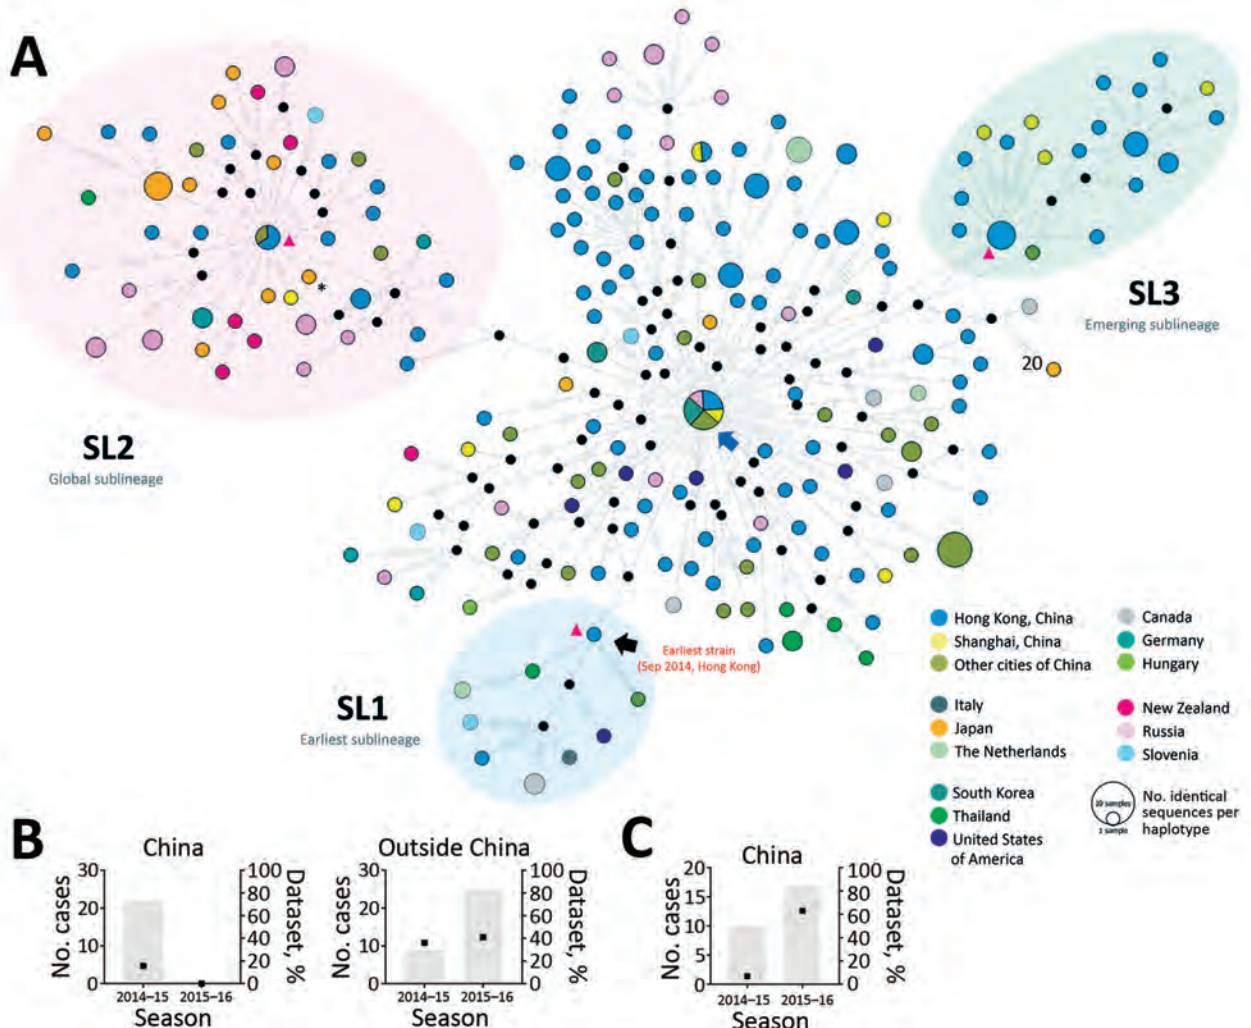 A
SL2
Global sublineage
*
SL3
Emerging sublineage
20
Earliest strain
(Sep 2014, Hong Kong)
SL1
Earliest sublineage
Hong Kong, China
Shanghai, China
Other cities of China
Italy
Japan
The Netherlands
South Korea
Thailand
United States
of America
Canada
Germany
Hungary
New Zealand
Russia
Slovenia
10 samples
1 sample
No. identical
sequences per
haplotype
B
China
No. cases
30
20
10
0
100
80
60
40
20
0
Dataset, %
2014–15
2015–16
Season
Outside China
No. cases
30
20
10
0
100
80
60
40
20
0
Dataset, %
2014–15
2015–16
Season
C
China
No. cases
20
15
10
5
0
100
80
60
40
20
0
Dataset, %
2014–15
2015–16
Season